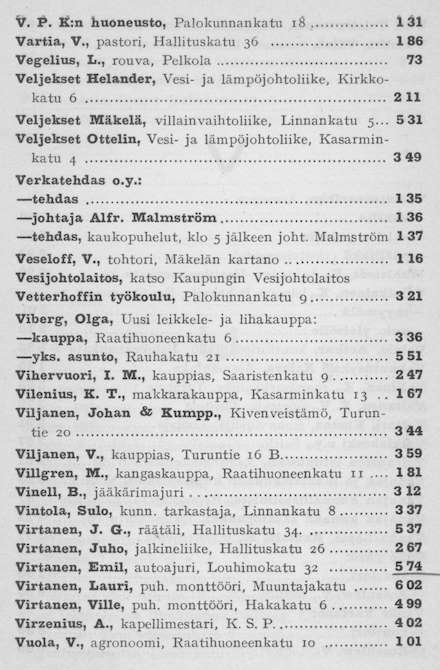 V. P. K:n huoneusto, Palokunnankatu 18 ............... 1 31
Vartia, V., pastori, Hallituskatu 36 ...................... 1 86
Vegelius, L., rouva, Pelkola .............................. 73
Veljekset Helander, Vesi- ja lämpöjohtoliike, Kirkko-
katu 6 .................................................. 2 11
Veljekset Mäkelä, villainvaihtoliike, Linnankatu 5... 5 31
Veljekset Ottelin, Vesi- ja lämpöjohtoliike, Kasarmin-
katu 4 .................................................. 3 49
Verkatehdas o.y.:
—tehdas .................................................. 1 35
—johtaja Alfr. Malmström............................. 1 36
—tehdas, kaukopuhelut, klo 5 jälkeen joht. Malmström 1 37
Veseloff, V., tohtori, Mäkelän kartano .................. 1 16
Vesijohtolaitos, katso Kaupungin Vesijohtolaitos
Vetterhoffin työkoulu, Palokunnankatu 9............... 3 21
Viberg, Olga, Uusi leikkele- ja lihakauppa:
—kauppa, Raatihuoneenkatu 6........................... 3 36
—yks. asunto, Rauhakatu 21 ........................... 5 51
Vihervuori, I. M., kauppias, Saaristenkatu 9........... 2 47
Vilenius, K. T., makkarakauppa, Kasarminkatu 13 .. 1 67
Viljanen, Johan & Kumpp., Kivenveistämö, Turun-
tie 20 .................................................. 3 44
Viljanen, V., kauppias, Turuntie 16 B.................. 3 59
Villgren, M., kangaskauppa, Raatihuoneenkatu 11 .... 1 81
Vinell, B., jääkärimajuri ................................. 3 12
Vintola, Sulo, kunn. tarkastaja, Linnankatu 8......... 3 37
Virtanen, J. G., räätäli, Hallituskatu 34. ............... 5 37
Virtanen, Juho, jalkineliike, Hallituskatu 26 ............ 2 67
Virtanen, Emil, autoajuri, Louhimokatu 32 ............ 5 74
Virtanen, Lauri, puh. monttööri, Muuntajakatu ...... 6 02
Virtanen, Ville, puh. monttööri, Hakakatu 6........... 4 99
Virzenius, A., kapellimestari, K. S. P.................... 4 02
Vuola, V., agronoomi, Raatihuoneenkatu 10 ............ 1 01